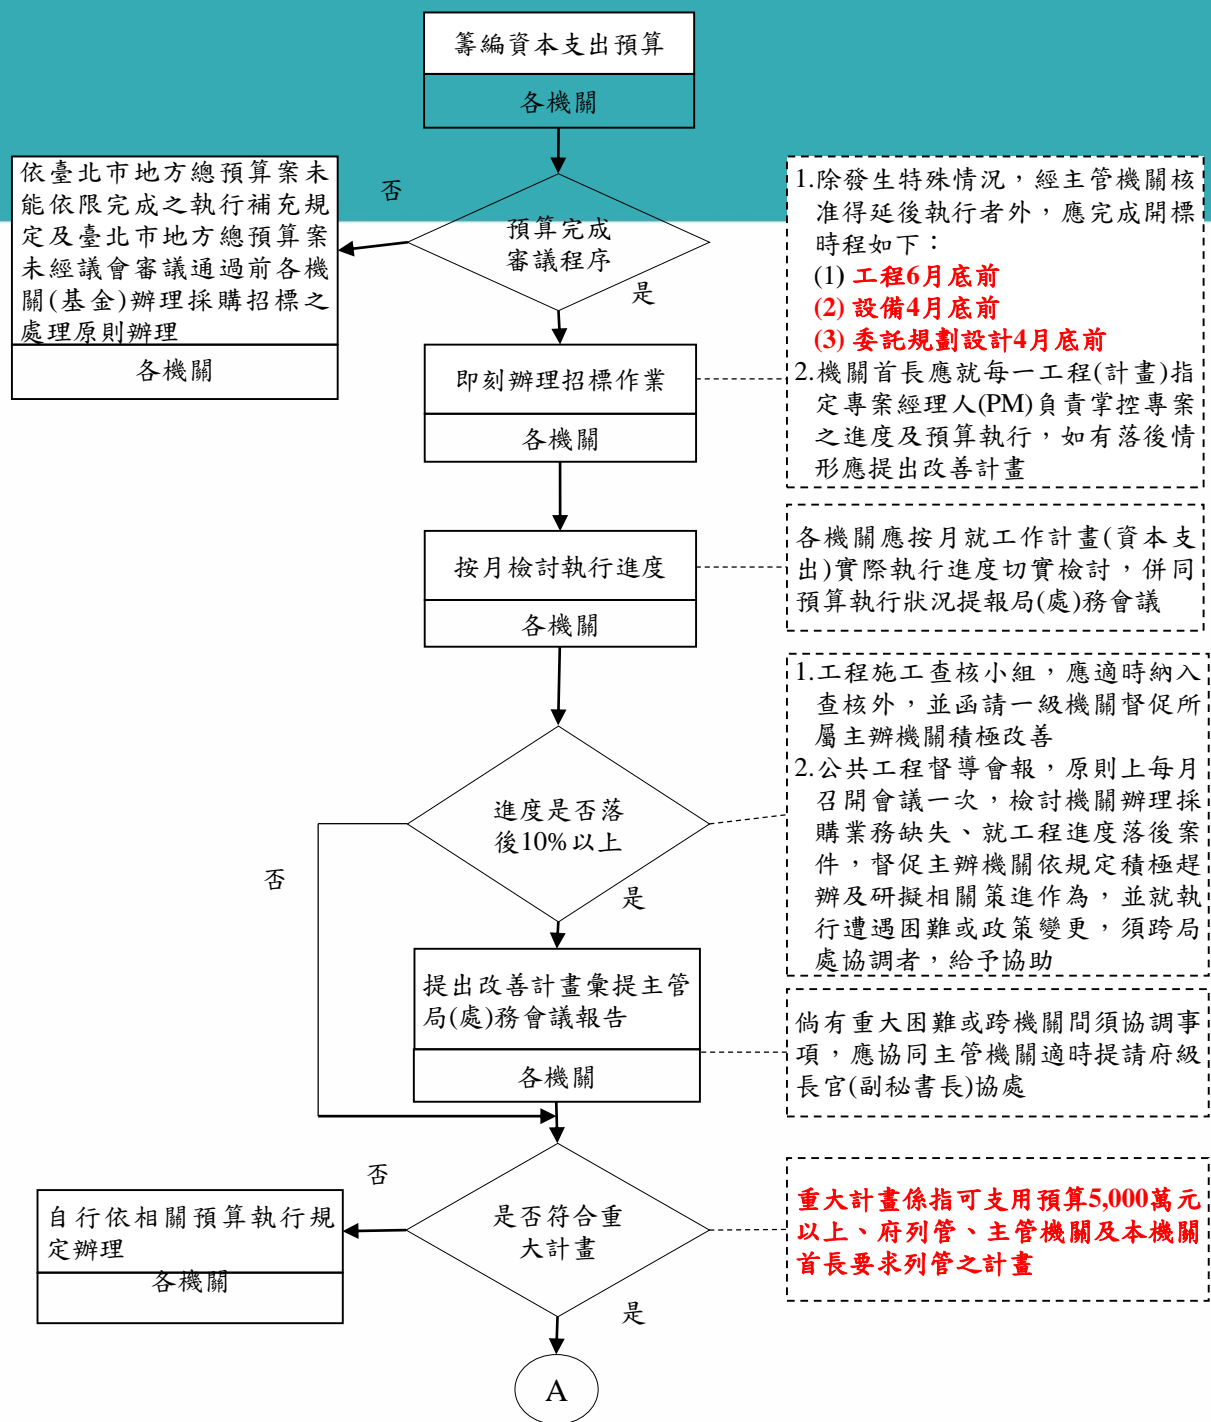 籌編資本支出預算
各機關
否
依臺北市地方總預算案未
能依限完成之執行補充規
定及臺北市地方總預算案
未經議會審議通過前各機
關(基金)辦理採購招標之
處理原則辦理
各機關
預算完成
審議程序
是
1.除發生特殊情況，經主管機關核
准得延後執行者外，應完成開標
時程如下：
(1) 工程6月底前
(2) 設備4月底前
(3) 委託規劃設計4月底前
2.機關首長應就每一工程(計畫)指
定專案經理人(PM)負責掌控專案
之進度及預算執行，如有落後情
形應提出改善計畫
即刻辦理招標作業
各機關
按月檢討執行進度
各機關
各機關應按月就工作計畫(資本支
出)實際執行進度切實檢討，併同
預算執行狀況提報局(處)務會議
1.工程施工查核小組，應適時納入
查核外，並函請一級機關督促所
屬主辦機關積極改善
2.公共工程督導會報，原則上每月
召開會議一次，檢討機關辦理採
購業務缺失、就工程進度落後案
件，督促主辦機關依規定積極趕
辦及研擬相關策進作為，並就執
行遭遇困難或政策變更，須跨局
處協調者，給予協助
進度是否落
後10%以上
否
是
提出改善計畫彙提主管
局(處)務會議報告
各機關
倘有重大困難或跨機關間須協調事
項，應協同主管機關適時提請府級
長官(副秘書長)協處
否
自行依相關預算執行規
定辦理
各機關
是否符合重
大計畫
是
重大計畫係指可支用預算5,000萬元
以上、府列管、主管機關及本機關
首長要求列管之計畫
A